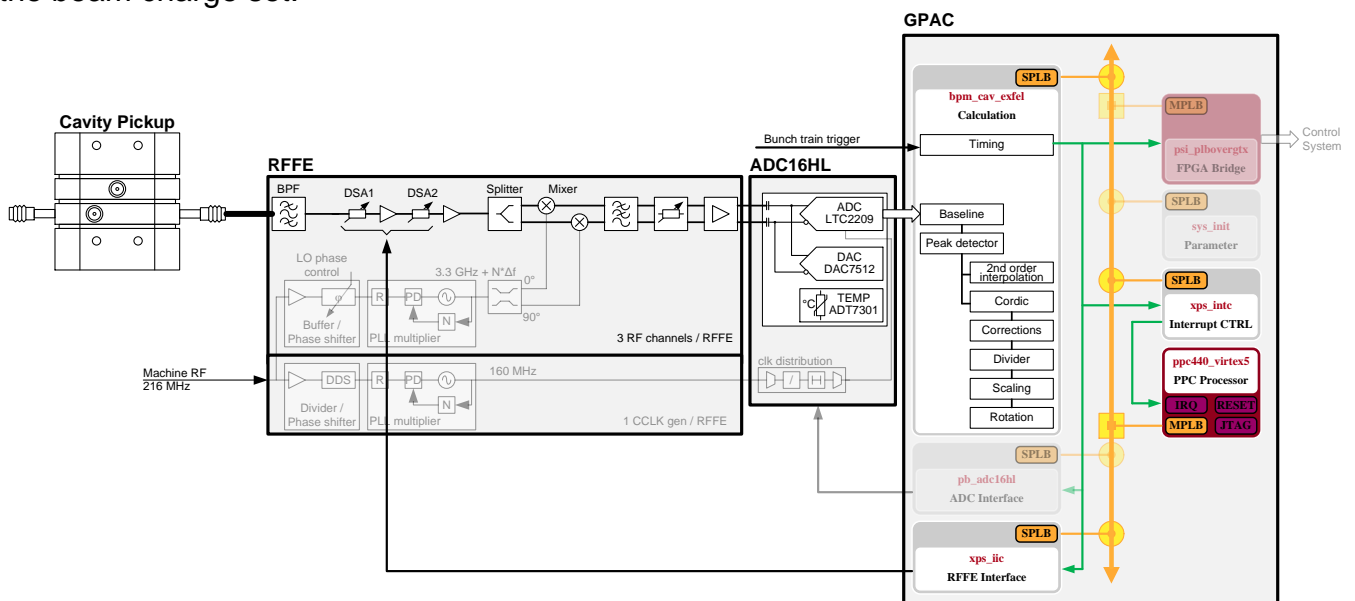 the beam charge set.
GPAC
Cavity Pickup
RFFE
BPF
DSA1
DSA2
Splitter
Mixer
LO phase
control
φ
Buffer /
Phase shifter
R
PD
N
PLL multiplier
3.3 GHz + N*Δf
0°
90°
3 RF channels / RFFE
Machine RF
216 MHz
DDS
Divider /
Phase shifter
R
PD
N
PLL multiplier
160 MHz
1 CCLK gen / RFFE
Bunch train trigger
ADC16HL
ADC
LTC2209
DAC
DAC7512
°C
TEMP
ADT7301
clk distribution
/
H
SPLB
bpm_cav_exfel
Calculation
Timing
Baseline
Peak detector
2nd order
interpolation
Cordic
Corrections
Divider
Scaling
Rotation
SPLB
pb_adc16hl
ADC Interface
SPLB
xps_iic
RFFE Interface
MPLB
psi_plbovergtx
FPGA Bridge
Control
System
SPLB
sys_init
Parameter
SPLB
xps_intc
Interrupt CTRL
ppc440_virtex5
PPC Processor
IRQ
RESET
MPLB
JTAG